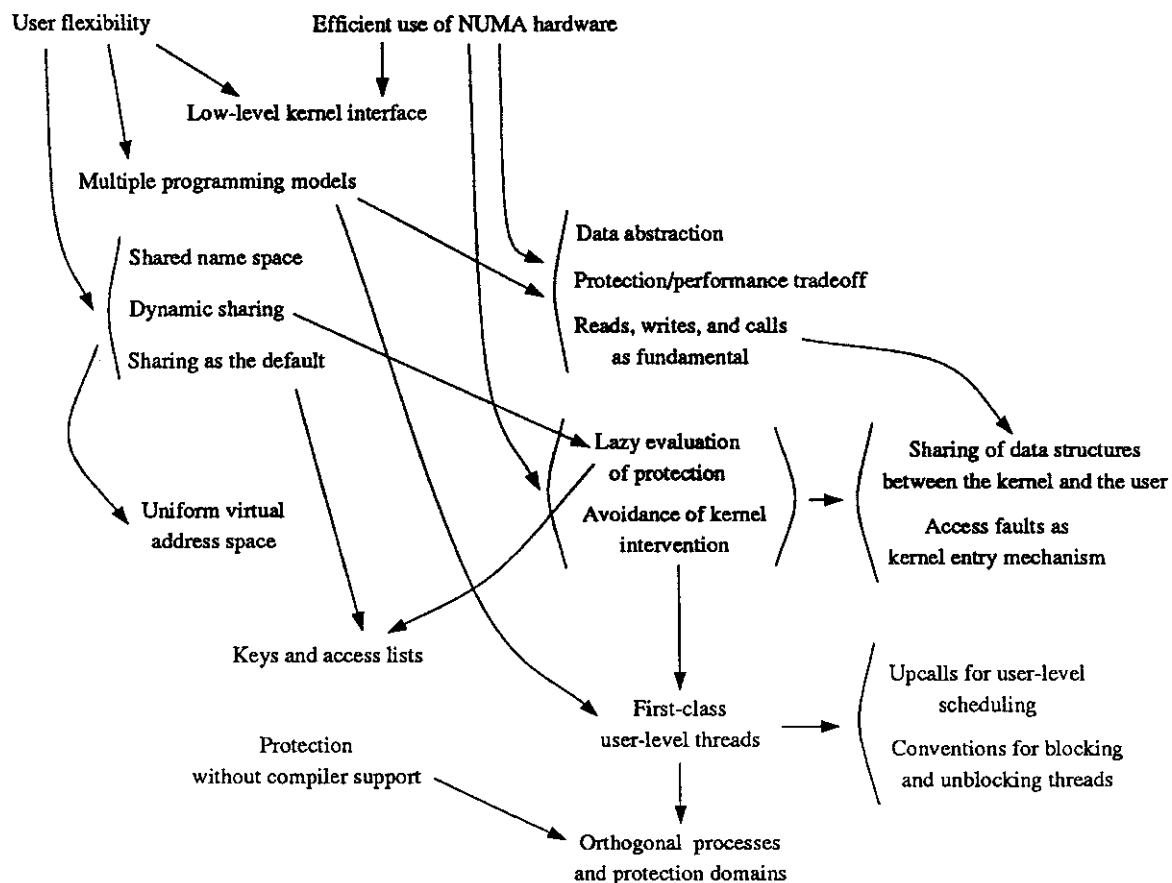 User flexibility
Efficient use of NUMA hardware
Low-level kernel interface
Multiple programming models
Shared name space
Dynamic sharing
Sharing as the default
Data abstraction
Protection/performance tradeoff
Reads, writes, and calls
as fundamental
Uniform virtual
address space
Lazy evaluation
of protection
Avoidance of kernel
intervention
Sharing of data structures
between the kernel and the user
Access faults as
kernel entry mechanism
Keys and access lists
First-class
user-level threads
Upcalls for user-level
scheduling
Conventions for blocking
and unblocking threads
Protection
without compiler support
Orthogonal processes
and protection domains